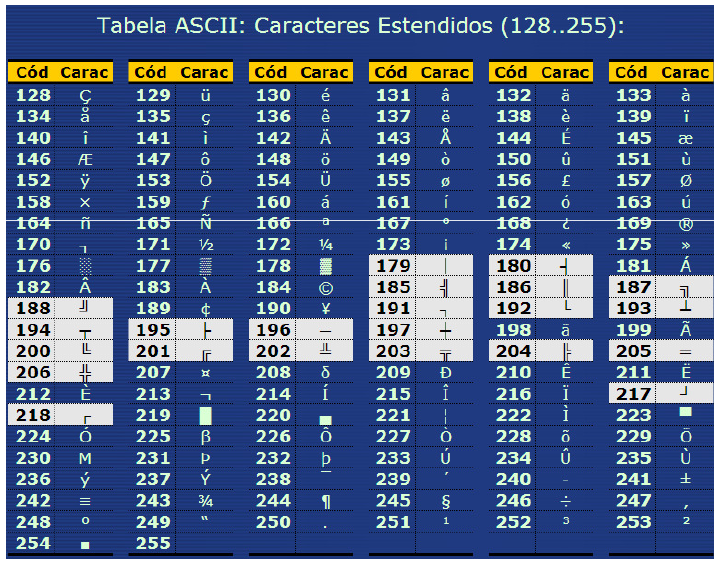 Tabela ASCII: Caracteres Estendidos (128..255):
Cód Carac Cód Carac Cód Carac Cód Carac Cód Carac Cód Carac
128 Ç 129 ü 130 é 131 â 132 ä 133 à
134 å 135 ç 136 ê 137 ë 138 è 139 ï
140 î 141 ì 142 Ä 143 Å 144 É 145 æ
146 Æ 147 ô 148 ö 149 ò 150 û 151 ù
152 ÿ 153 Ö 154 Ü 155 ø 156 £ 157 Ø
158 × 159 ƒ 160 á 161 í 162 ó 163 ú
164 ñ 165 Ñ 166 ª 167 º 168 ¿ 169 ®
170 ┐ 171 ½ 172 ¼ 173 ¡ 174 « 175 »
176 ░ 177 ▒ 178 ▓ 179 │ 180 ┤ 181 Á
182 Â 183 À 184 © 185 ╣ 186 ║ 187 ╗
188 ╝ 189 ¢ 190 ¥ 191 ┐ 192 └ 193 ┴
194 ┬ 195 ├ 196 ─ 197 ┼ 198 ã 199 Ã
200 ╚ 201 ╔ 202 ╩ 203 ╦ 204 ╠ 205 ═
206 ╬ 207 ¤ 208 δ 209 Ð 210 Ê 211 Ë
212 È 213 ¬ 214 Í 215 Î 216 Ï 217 ┘
218 ┌ 219 █ 220 ▄ 221 ¦ 222 Ì 223 ▀
224 Ó 225 β 226 Ô 227 Ò 228 õ 229 Õ
230 Μ 231 Þ 232 þ 233 Ú 234 Û 235 Ù
236 ý 237 Ý 238 ¯ 239 ´ 240 - 241 ±
242 ≡ 243 ¾ 244 ¶ 245 § 246 ÷ 247 ,
248 º 249 “ 250 . 251 ¹ 252 ³ 253 ²
254 ■ 255